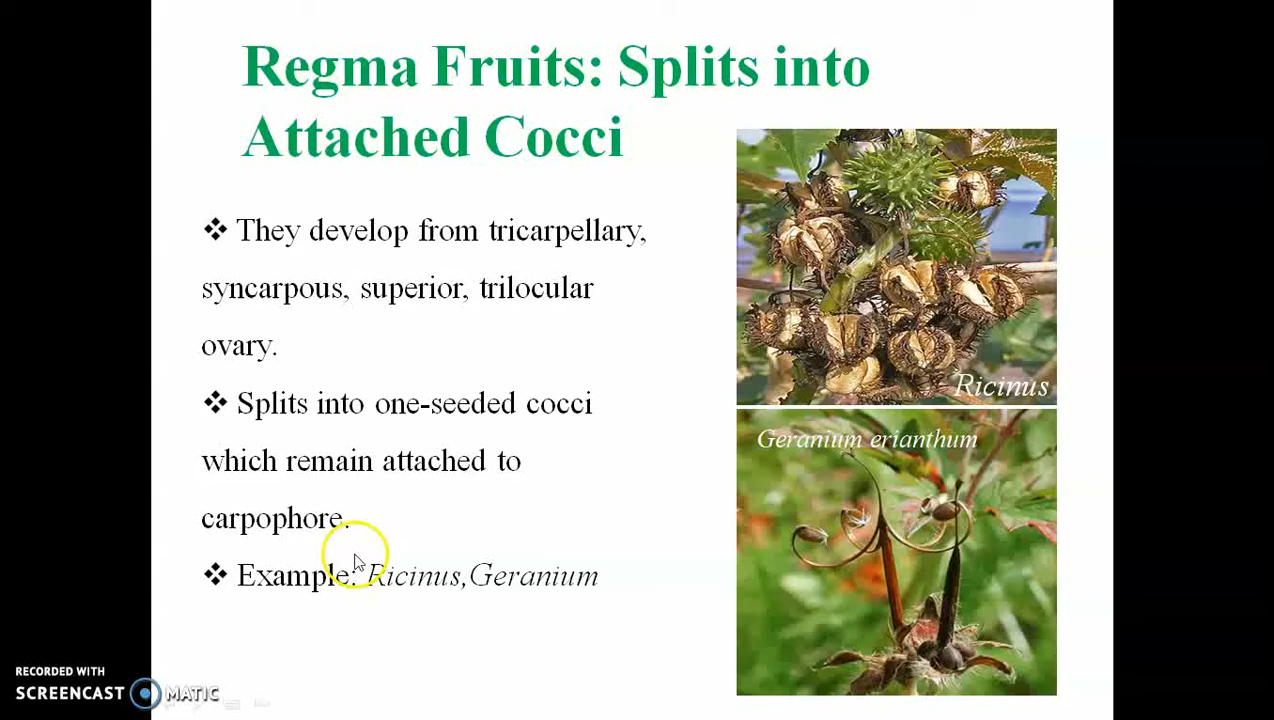 Regma Fruits: Splits into
Attached Cocci
❖ They develop from tricarpellary,
syncarpous, superior, trilocular
ovary.
❖ Splits into one-seeded cocci
which remain attached to
carpophore.
❖ Example: Ricinus,Geranium
Ricinus
Geranium erianthum
RECORDED WITH
SCREENCAST MATIC